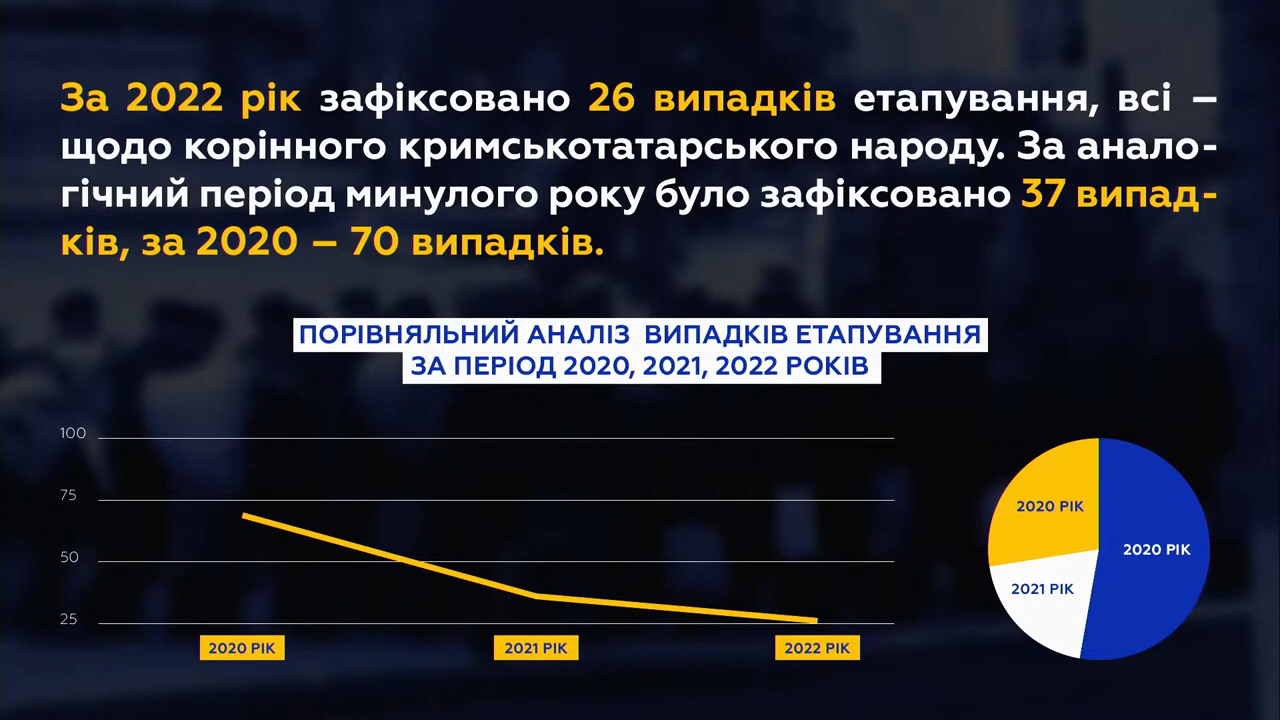 За 2022 рік зафіксовано 26 випадків етапування, всі –
щодо корінного кримськотатарського народу. За анало-
гічний період минулого року було зафіксовано 37 випад-
ків, за 2020 – 70 випадків.
ПОРІВНЯЛЬНИЙ АНАЛІЗ ВИПАДКІВ ЕТАПУВАННЯ
ЗА ПЕРІОД 2020, 2021, 2022 РОКІВ
100
75
50
25
2020 РІК
2021 РІК
2022 РІК
2020 РІК
2020 РІК
2021 РІК